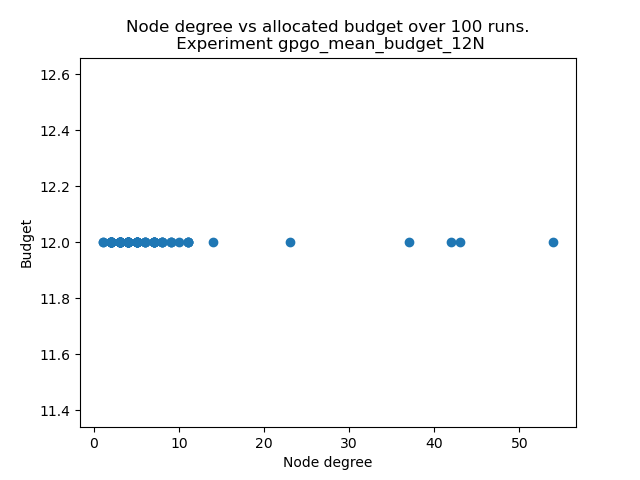 Node degree vs allocated budget over 100 runs.
Experiment gpgo_mean_budget_12N
12.6
12.4
12.2
12.0
11.8
11.6
11.4
Budget
0 10 20 30 40 50
Node degree